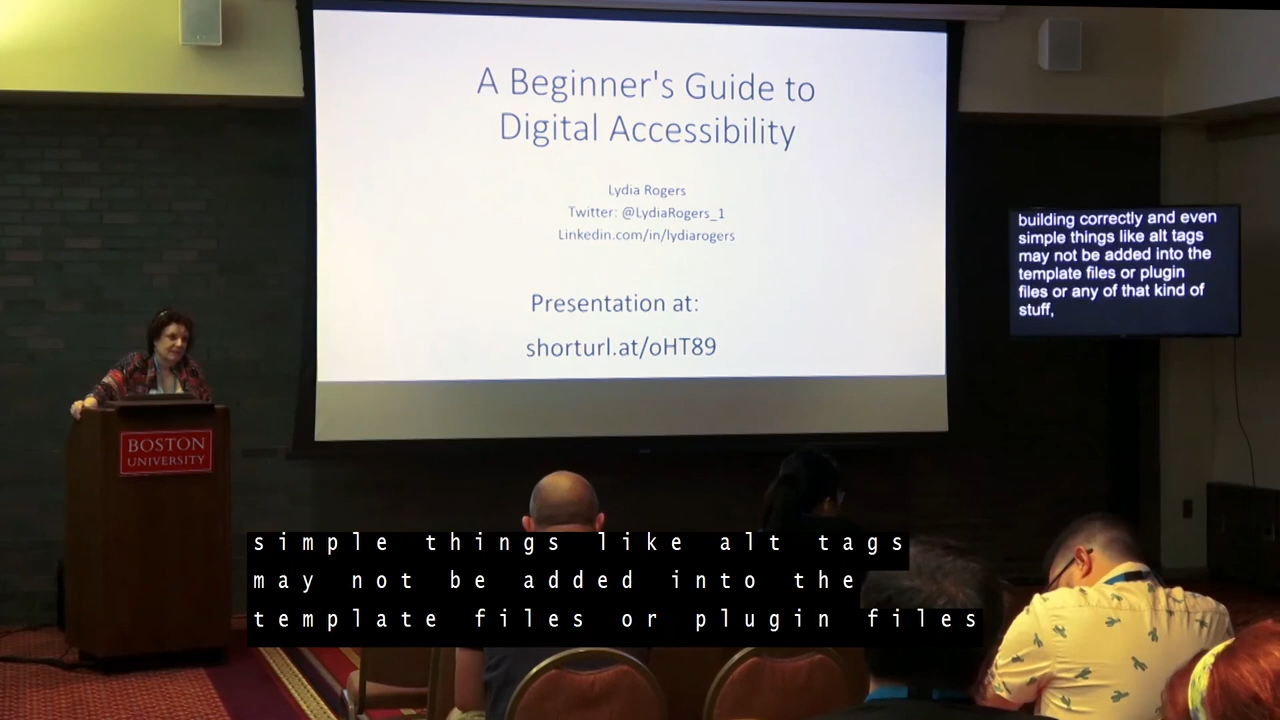 A Beginner's Guide to
Digital Accessibility
Lydia Rogers
Twitter: @LydiaRogers_1
Linkedin.com/in/lydiarogers
Presentation at:
shorturl.at/oHT89
building correctly and even
simple things like alt tags
may not be added into the
template files or plugin
files or any of that kind of
stuff,
BOSTON
UNIVERSITY
simple things like alt tags
may not be added into the
template files or plugin files